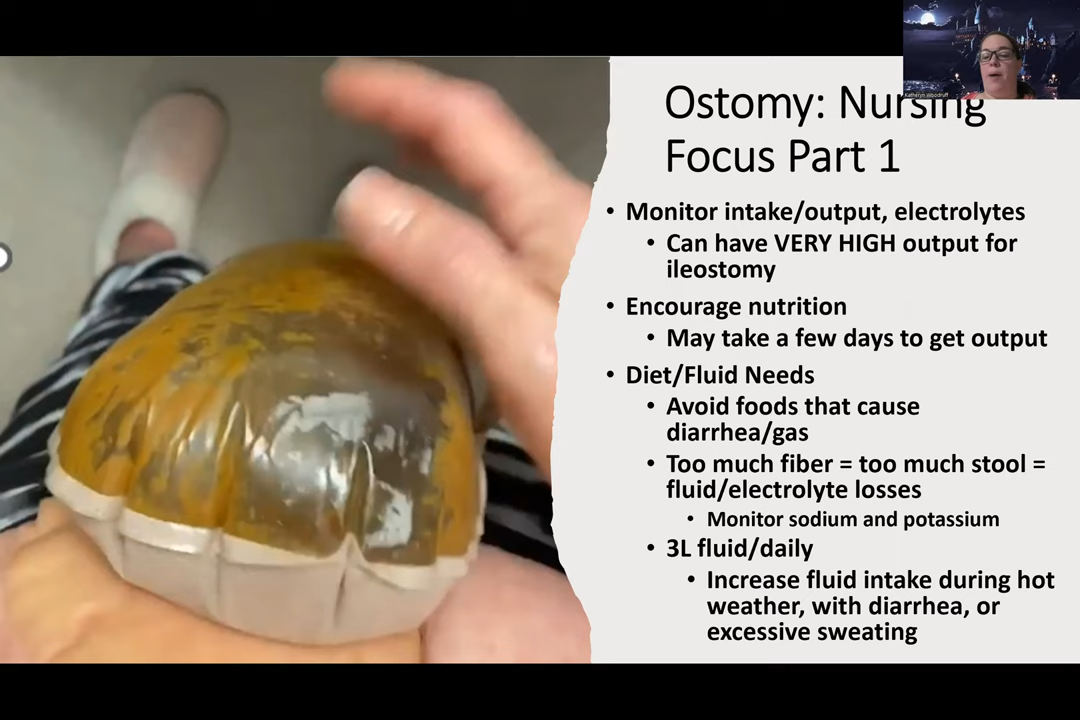 Katheryn Woodruff
Ostomy: Nursing
Focus Part 1
• Monitor intake/output, electrolytes
• Can have VERY HIGH output for
ileostomy
• Encourage nutrition
• May take a few days to get output
• Diet/Fluid Needs
• Avoid foods that cause
diarrhea/gas
• Too much fiber = too much stool =
fluid/electrolyte losses
• Monitor sodium and potassium
• 3L fluid/daily
• Increase fluid intake during hot
weather, with diarrhea, or
excessive sweating